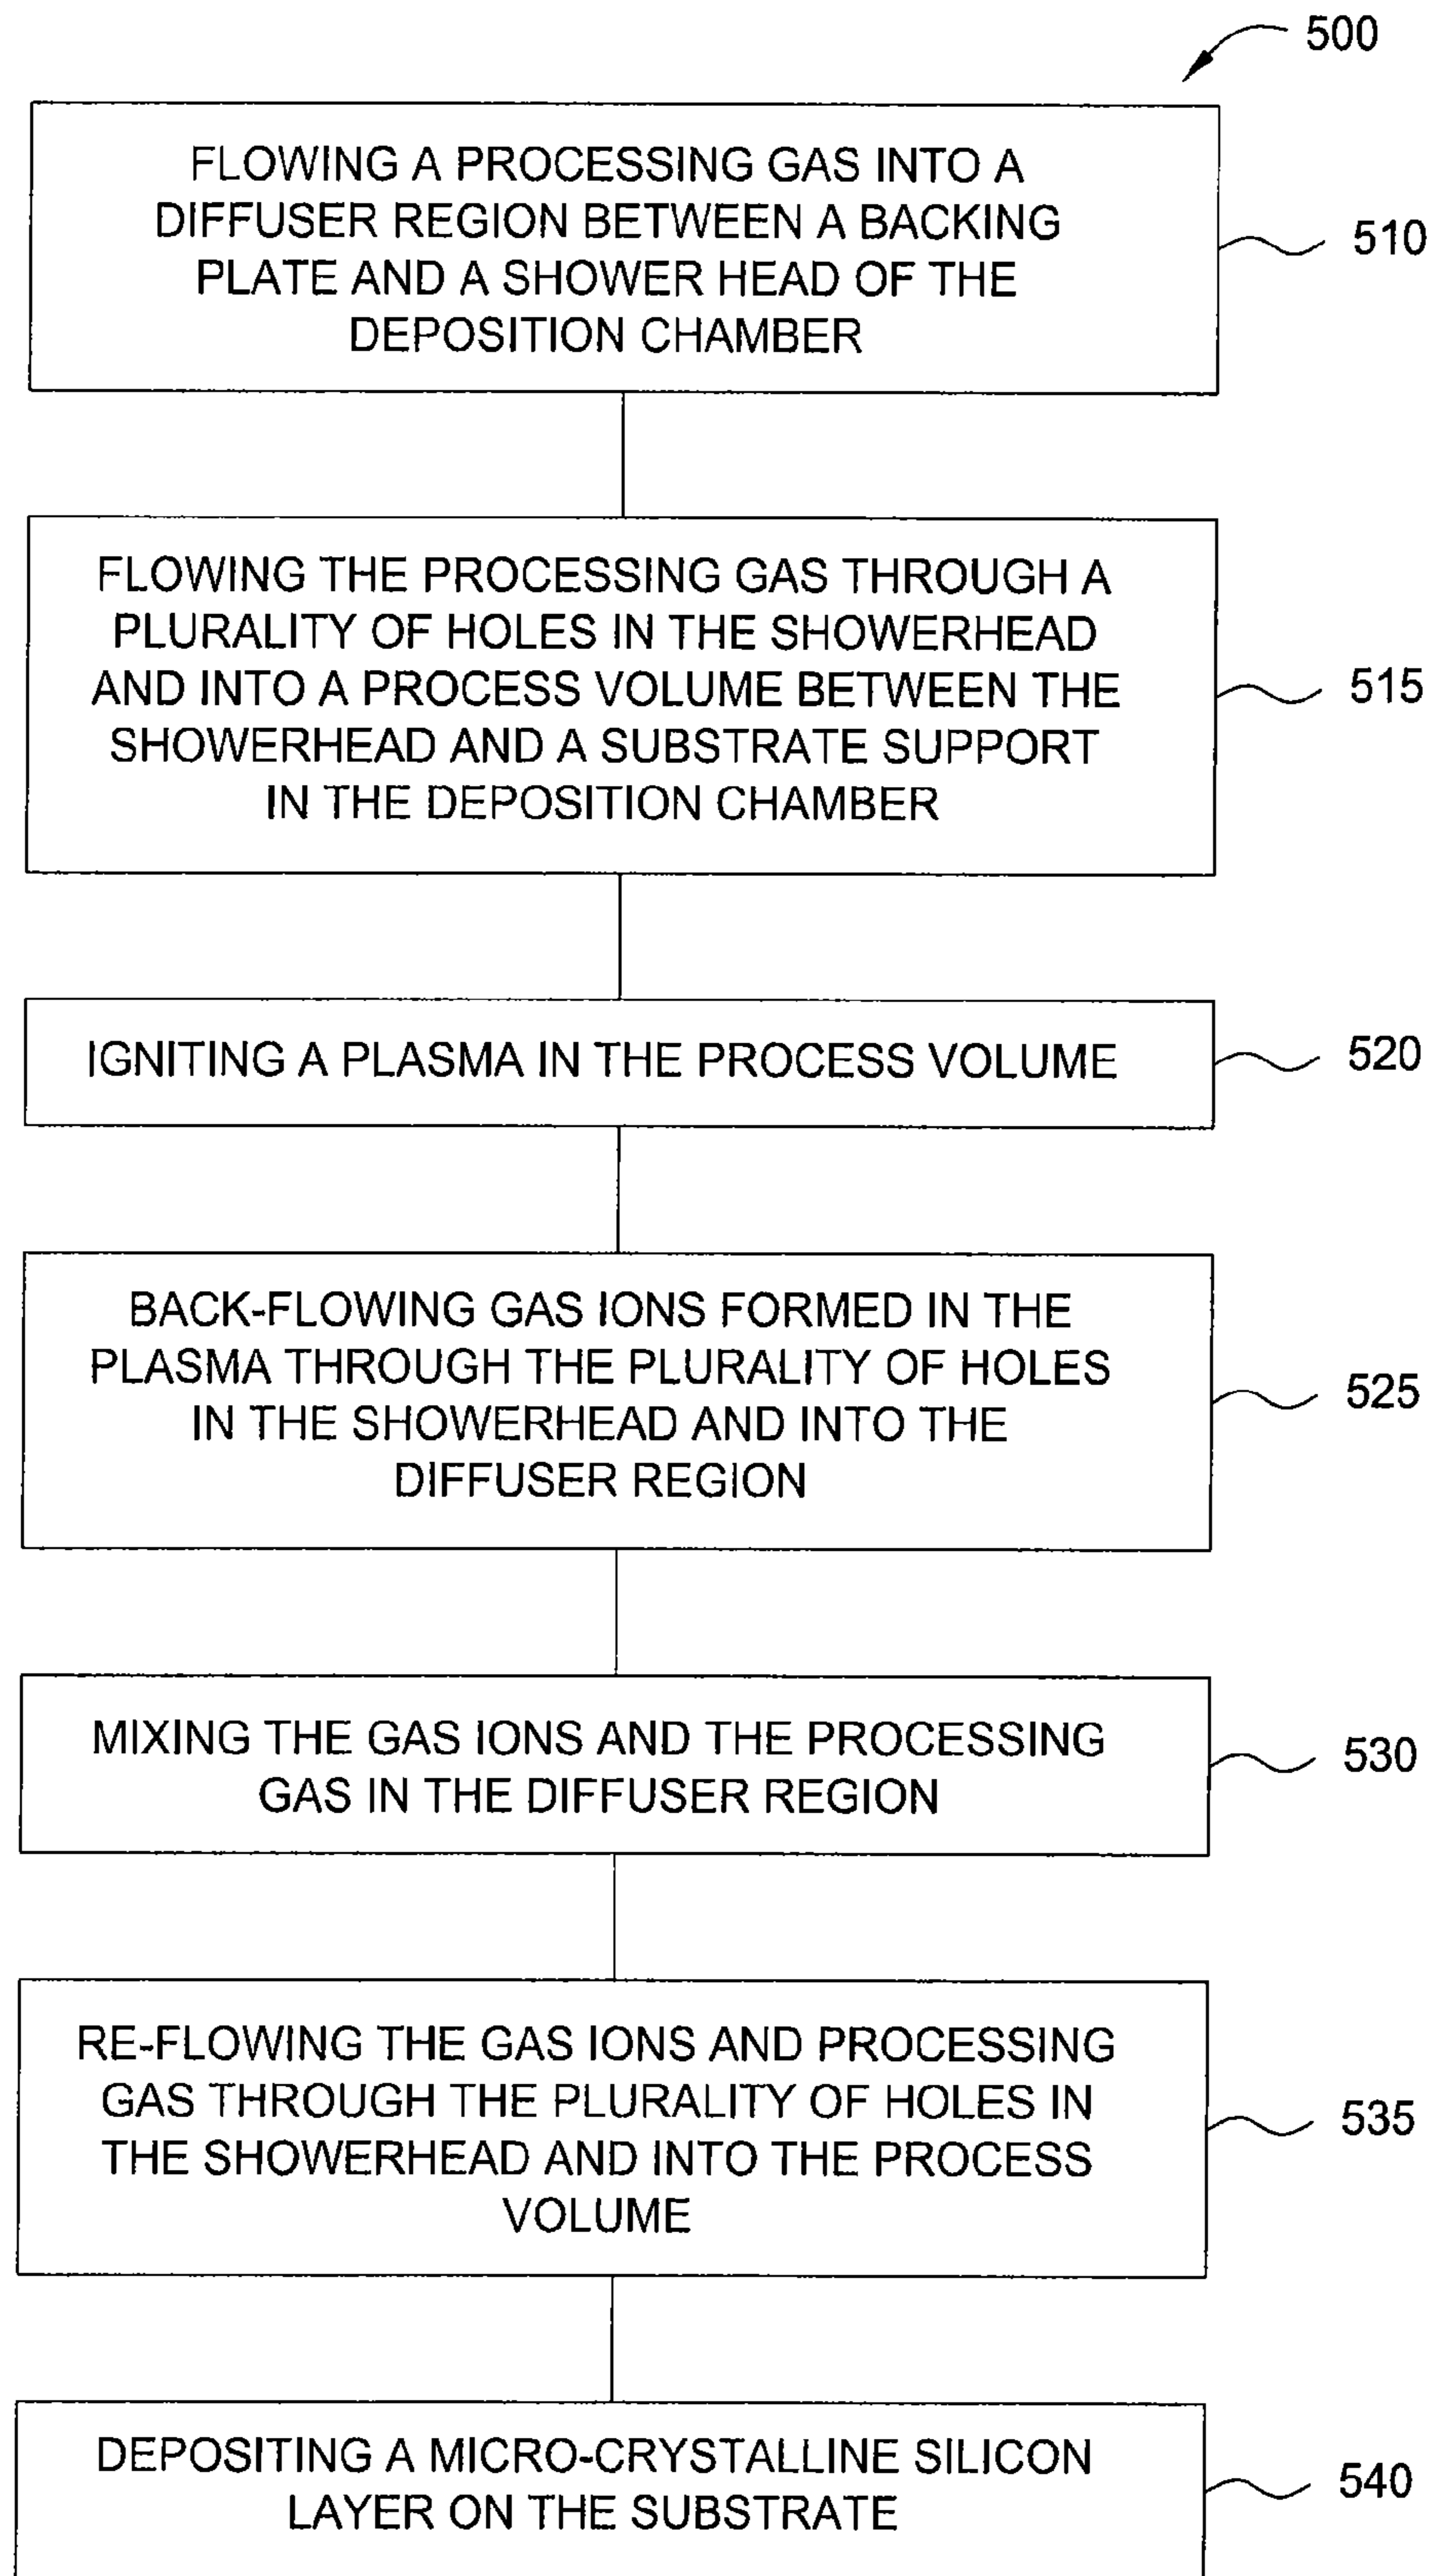 500
FLOWING A PROCESSING GAS INTO A
DIFFUSER REGION BETWEEN A BACKING
PLATE AND A SHOWER HEAD OF THE
DEPOSITION CHAMBER
510
FLOWING THE PROCESSING GAS THROUGH A
PLURALITY OF HOLES IN THE SHOWERHEAD
AND INTO A PROCESS VOLUME BETWEEN THE
SHOWERHEAD AND A SUBSTRATE SUPPORT
IN THE DEPOSITION CHAMBER
515
IGNITING A PLASMA IN THE PROCESS VOLUME
520
BACK-FLOWING GAS IONS FORMED IN THE
PLASMA THROUGH THE PLURALITY OF HOLES
IN THE SHOWERHEAD AND INTO THE
DIFFUSER REGION
525
MIXING THE GAS IONS AND THE PROCESSING
GAS IN THE DIFFUSER REGION
530
RE-FLOWING THE GAS IONS AND PROCESSING
GAS THROUGH THE PLURALITY OF HOLES IN
THE SHOWERHEAD AND INTO THE PROCESS
VOLUME
535
DEPOSITING A MICRO-CRYSTALLINE SILICON
LAYER ON THE SUBSTRATE
540